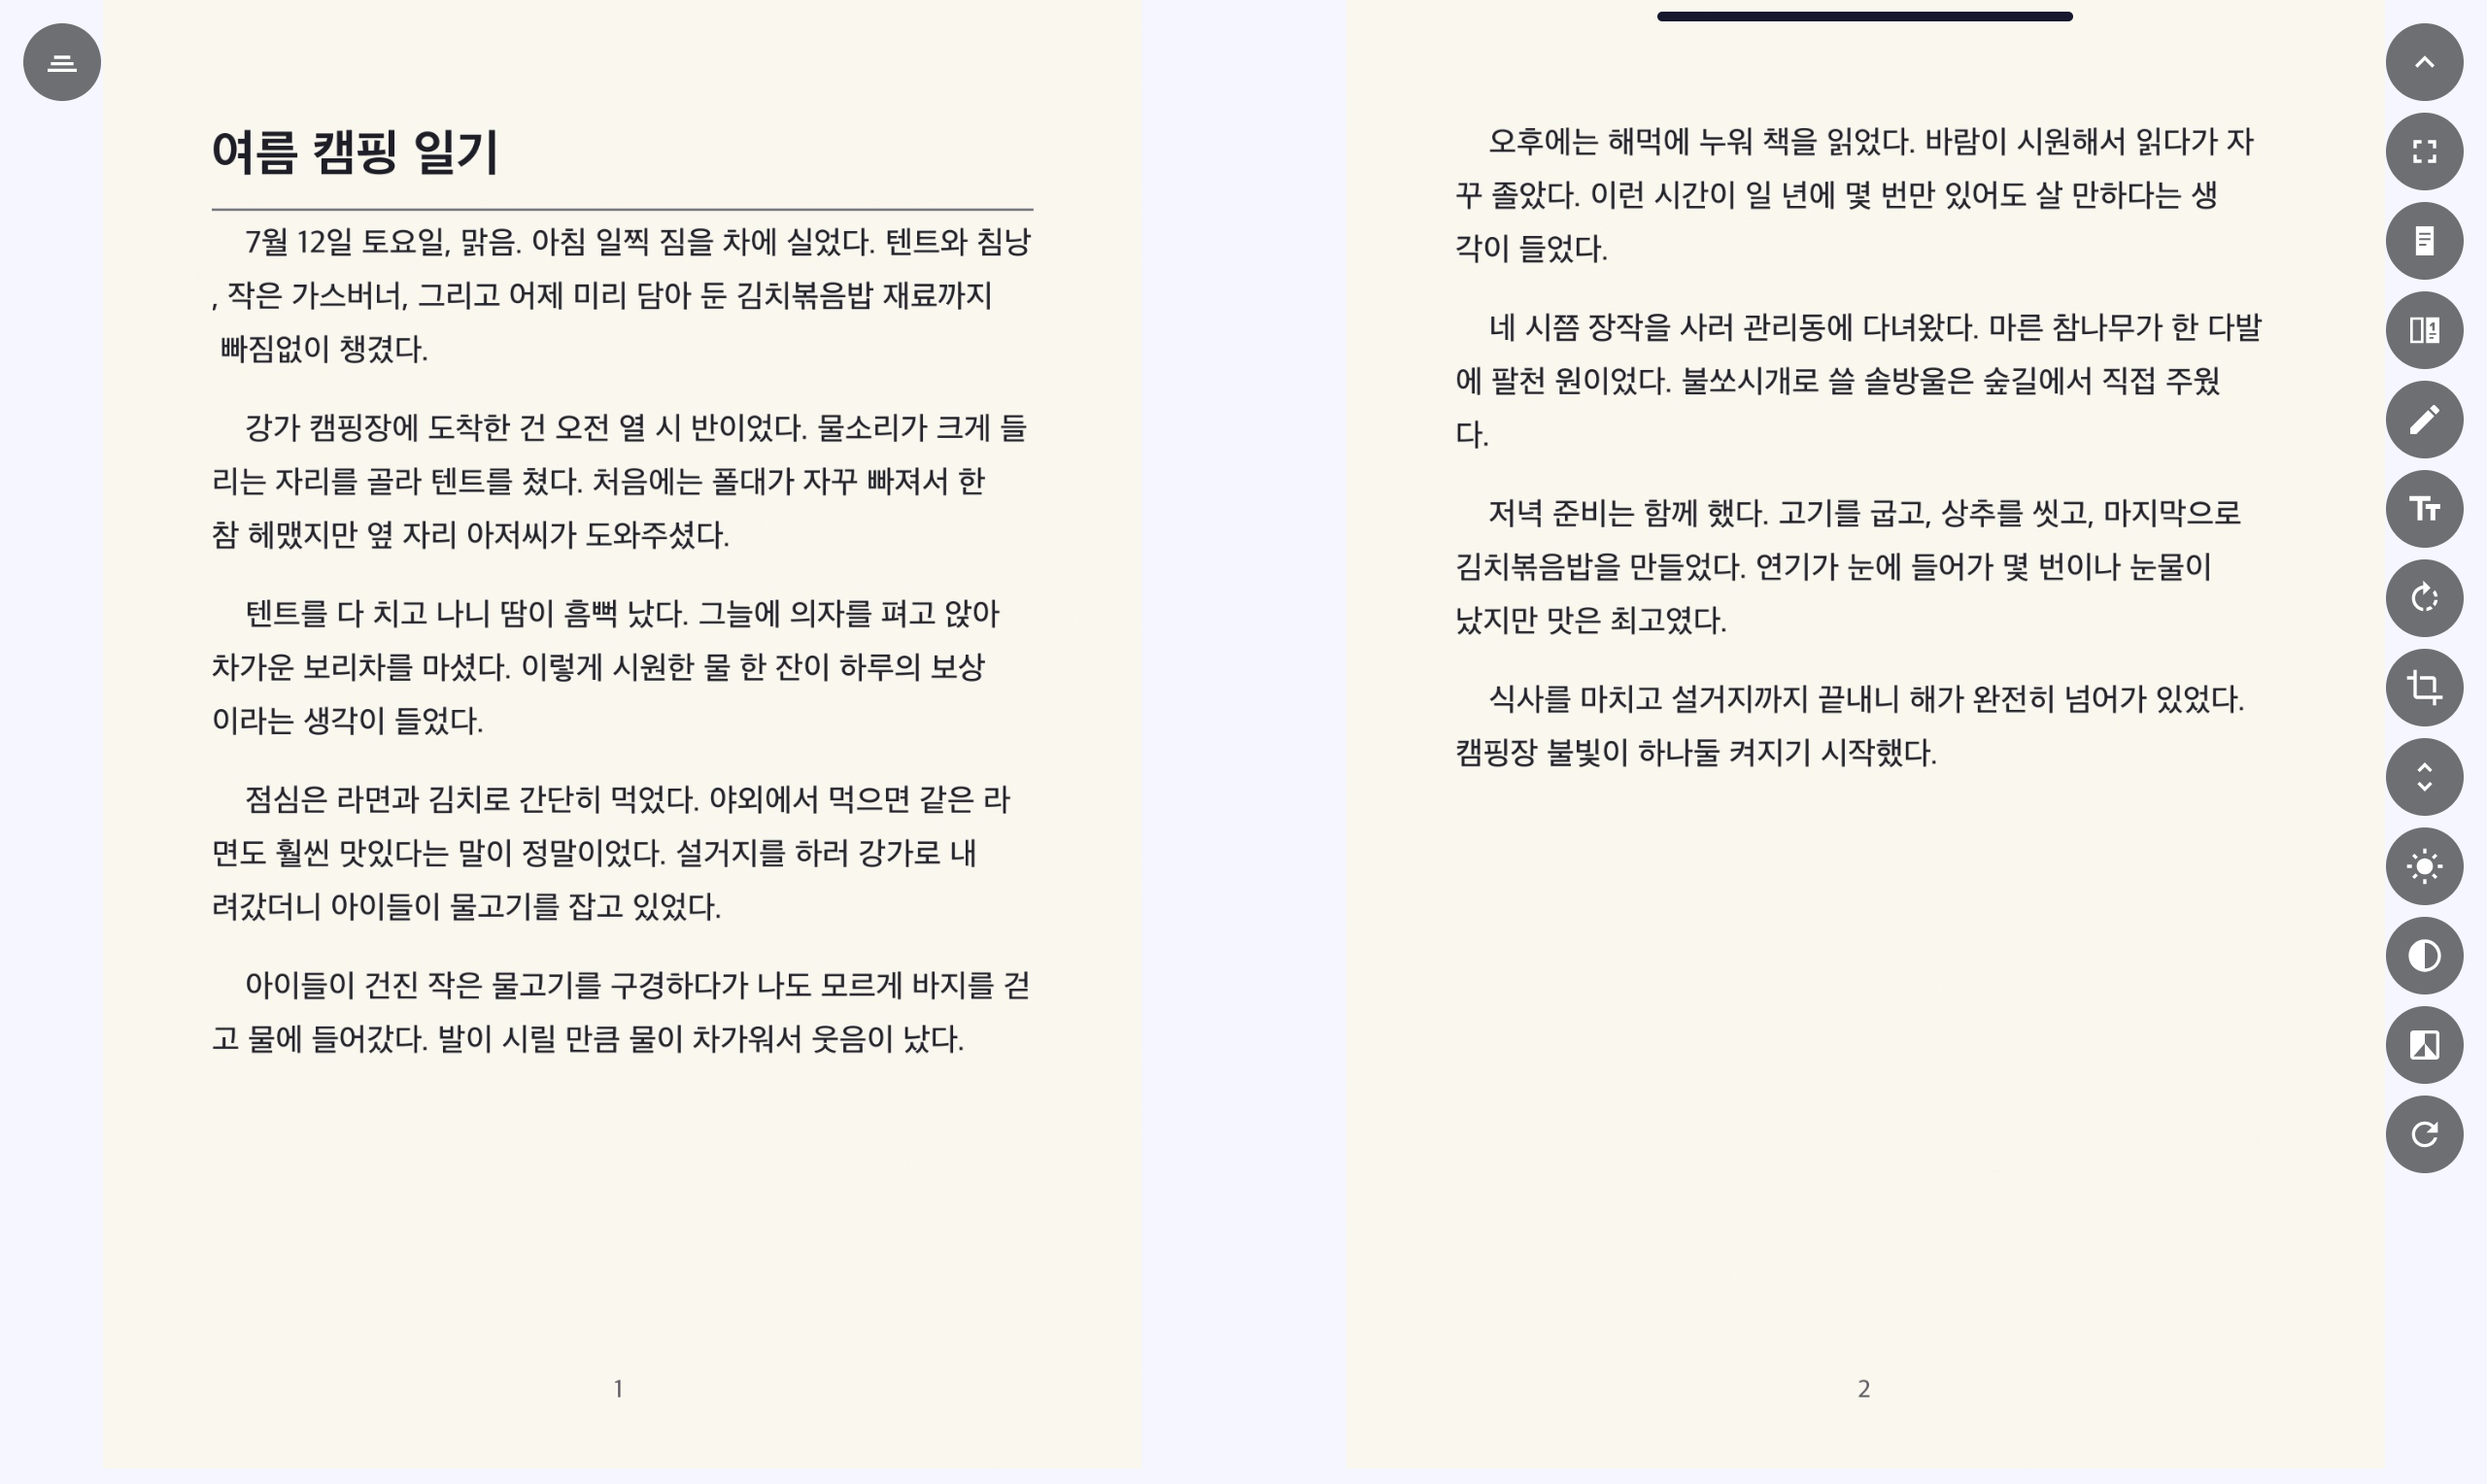 여름 캠핑 일기
7월 12일 토요일, 맑음. 아침 일찍 짐을 차에 실었다. 텐트와 침낭
, 작은 가스버너, 그리고 어제 미리 담아 둔 김치볶음밥 재료까지
빠짐없이 챙겼다.
강가 캠핑장에 도착한 건 오전 열 시 반이었다. 물소리가 크게 들
리는 자리를 골라 텐트를 쳤다. 처음에는 폴대가 자꾸 빠져서 한
참 헤맸지만 옆 자리 아저씨가 도와주셨다.
텐트를 다 치고 나니 땀이 흠뻑 났다. 그늘에 의자를 펴고 앉아
차가운 보리차를 마셨다. 이렇게 시원한 물 한 잔이 하루의 보상
이라는 생각이 들었다.
점심은 라면과 김치로 간단히 먹었다. 야외에서 먹으면 같은 라
면도 훨씬 맛있다는 말이 정말이었다. 설거지를 하러 강가로 내
려갔더니 아이들이 물고기를 잡고 있었다.
아이들이 건진 작은 물고기를 구경하다가 나도 모르게 바지를 걷
고 물에 들어갔다. 발이 시릴 만큼 물이 차가워서 웃음이 났다.
1
오후에는 해먹에 누워 책을 읽었다. 바람이 시원해서 읽다가 자
꾸 졸았다. 이런 시간이 일 년에 몇 번만 있어도 살 만하다는 생
각이 들었다.
네 시쯤 장작을 사러 관리동에 다녀왔다. 마른 참나무가 한 다발
에 팔천 원이었다. 불쏘시개로 쓸 솔방울은 숲길에서 직접 주웠
다.
저녁 준비는 함께 했다. 고기를 굽고, 상추를 씻고, 마지막으로
김치볶음밥을 만들었다. 연기가 눈에 들어가 몇 번이나 눈물이
났지만 맛은 최고였다.
식사를 마치고 설거지까지 끝내니 해가 완전히 넘어가 있었다.
캠핑장 불빛이 하나둘 켜지기 시작했다.
2